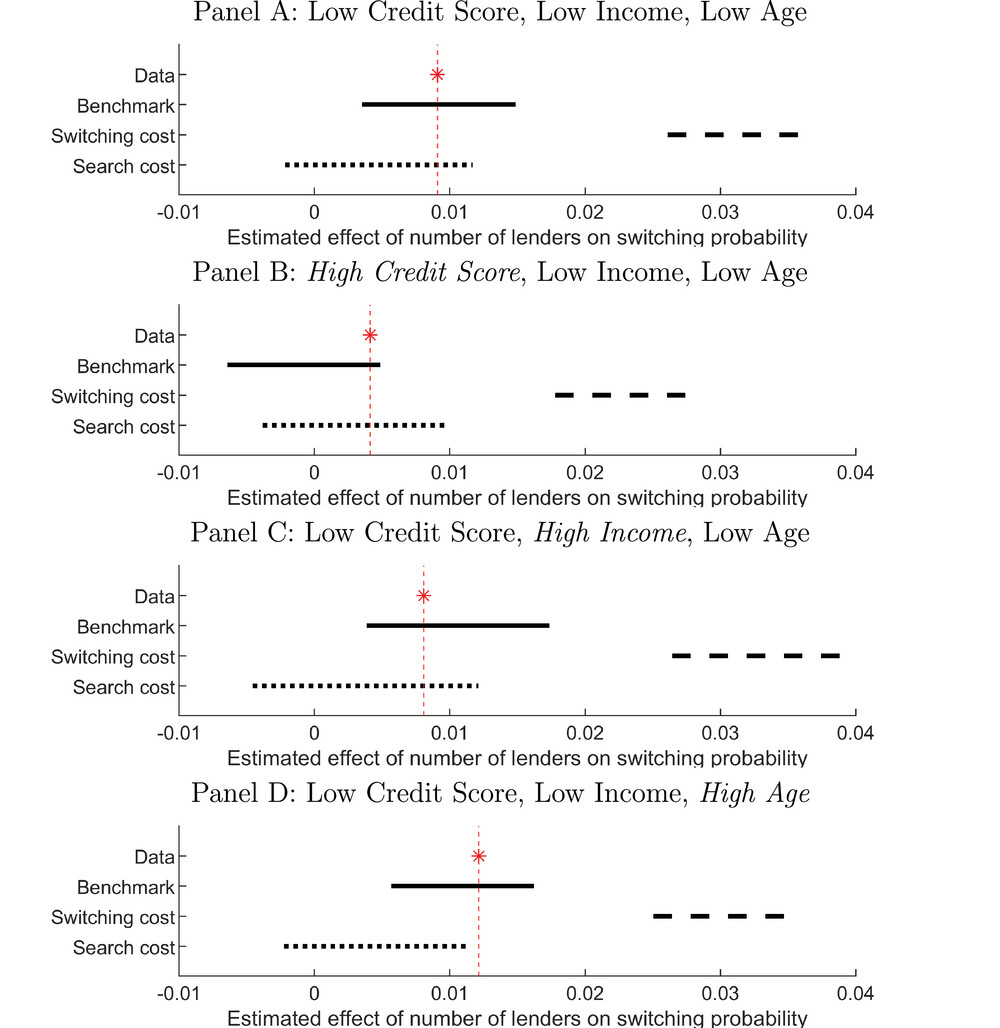 Panel A: Low Credit Score, Low Income, Low Age
Data
Benchmark
Switching cost
Search cost
-0.01 0 0.01 0.02 0.03 0.04
Estimated effect of number of lenders on switching probability
Panel B: High Credit Score, Low Income, Low Age
Data
Benchmark
Switching cost
Search cost
-0.01 0 0.01 0.02 0.03 0.04
Estimated effect of number of lenders on switching probability
Panel C: Low Credit Score, High Income, Low Age
Data
Benchmark
Switching cost
Search cost
-0.01 0 0.01 0.02 0.03 0.04
Estimated effect of number of lenders on switching probability
Panel D: Low Credit Score, Low Income, High Age
Data
Benchmark
Switching cost
Search cost
-0.01 0 0.01 0.02 0.03 0.04
Estimated effect of number of lenders on switching probability